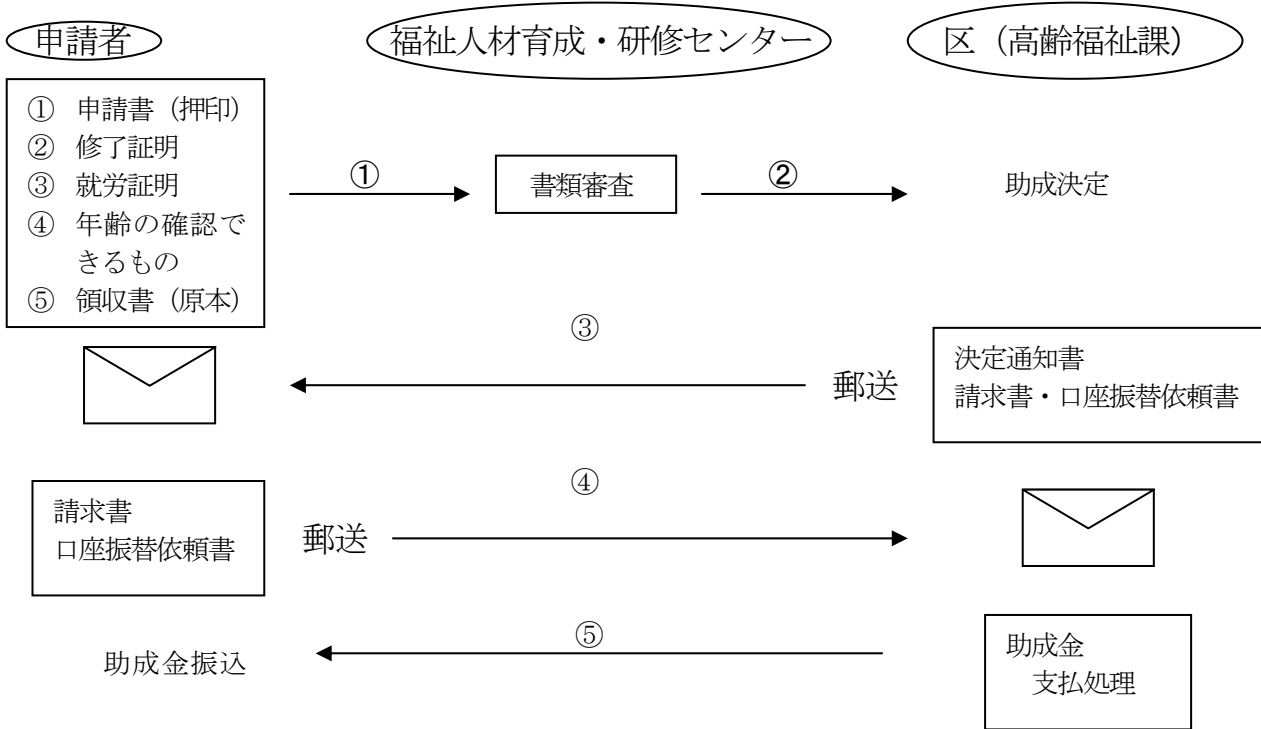 申請者
福祉人材育成・研修センター
区（高齢福祉課）
① 申請書（押印）
② 修了証明
③ 就労証明
④ 年齢の確認で
きるもの
⑤ 領収書（原本）
①
書類審査
②
助成決定
③
郵送
決定通知書
請求書・口座振替依頼書
請求書
口座振替依頼書
郵送
④
助成金振込
⑤
助成金
支払処理